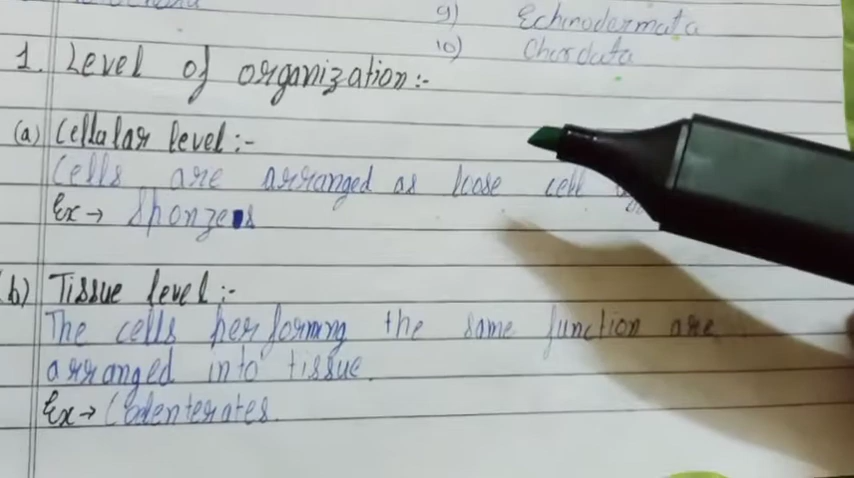 9) Echinodermata
10) Chordata
1. Level of organization:-
(a) Cellular level:-
Cells are arranged as loose cell
Ex → Sponzes
(b) Tissue level:-
The cells performing the same function are
arranged into tissue.
Ex → Coelenterates.